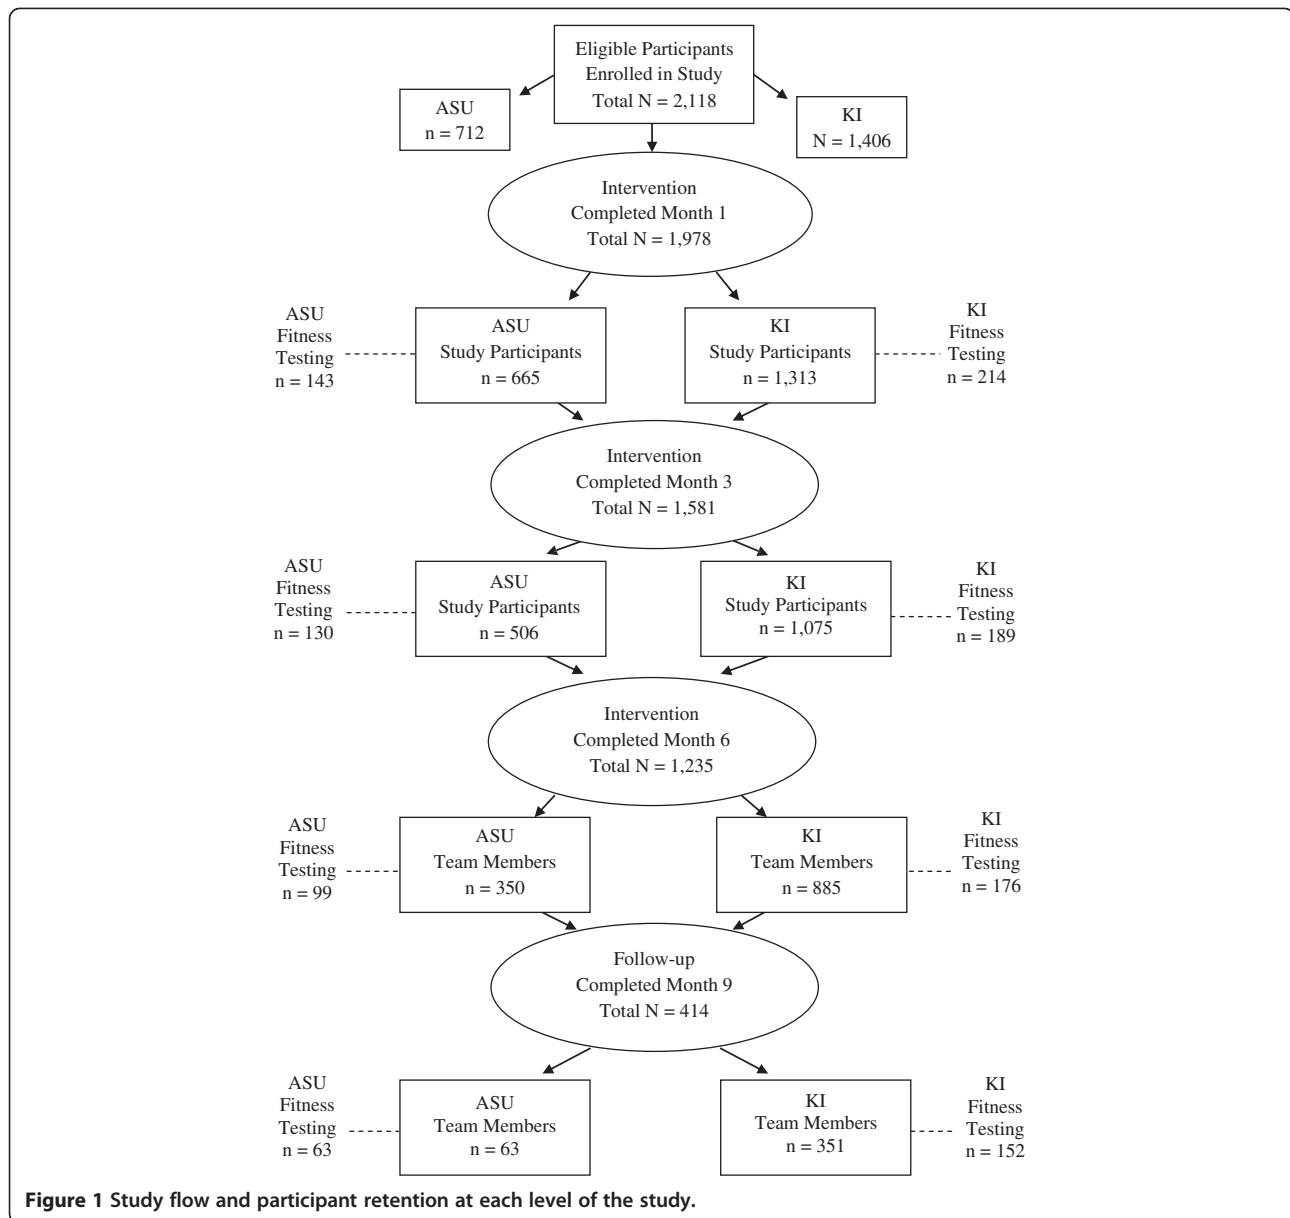 Eligible Participants
Enrolled in Study
Total N = 2,118
ASU
n = 712
KI
N = 1,406
Intervention
Completed Month 1
Total N = 1,978
ASU
Fitness
Testing
n = 143
ASU
Study Participants
n = 665
KI
Study Participants
n = 1,313
KI
Fitness
Testing
n = 214
Intervention
Completed Month 3
Total N = 1,581
ASU
Fitness
Testing
n = 130
ASU
Study Participants
n = 506
KI
Study Participants
n = 1,075
KI
Fitness
Testing
n = 189
Intervention
Completed Month 6
Total N = 1,235
ASU
Fitness
Testing
n = 99
ASU
Team Members
n = 350
KI
Team Members
n = 885
KI
Fitness
Testing
n = 176
Follow-up
Completed Month 9
Total N = 414
ASU
Fitness
Testing
n = 63
ASU
Team Members
n = 63
KI
Team Members
n = 351
KI
Fitness
Testing
n = 152
Figure 1 Study flow and participant retention at each level of the study.